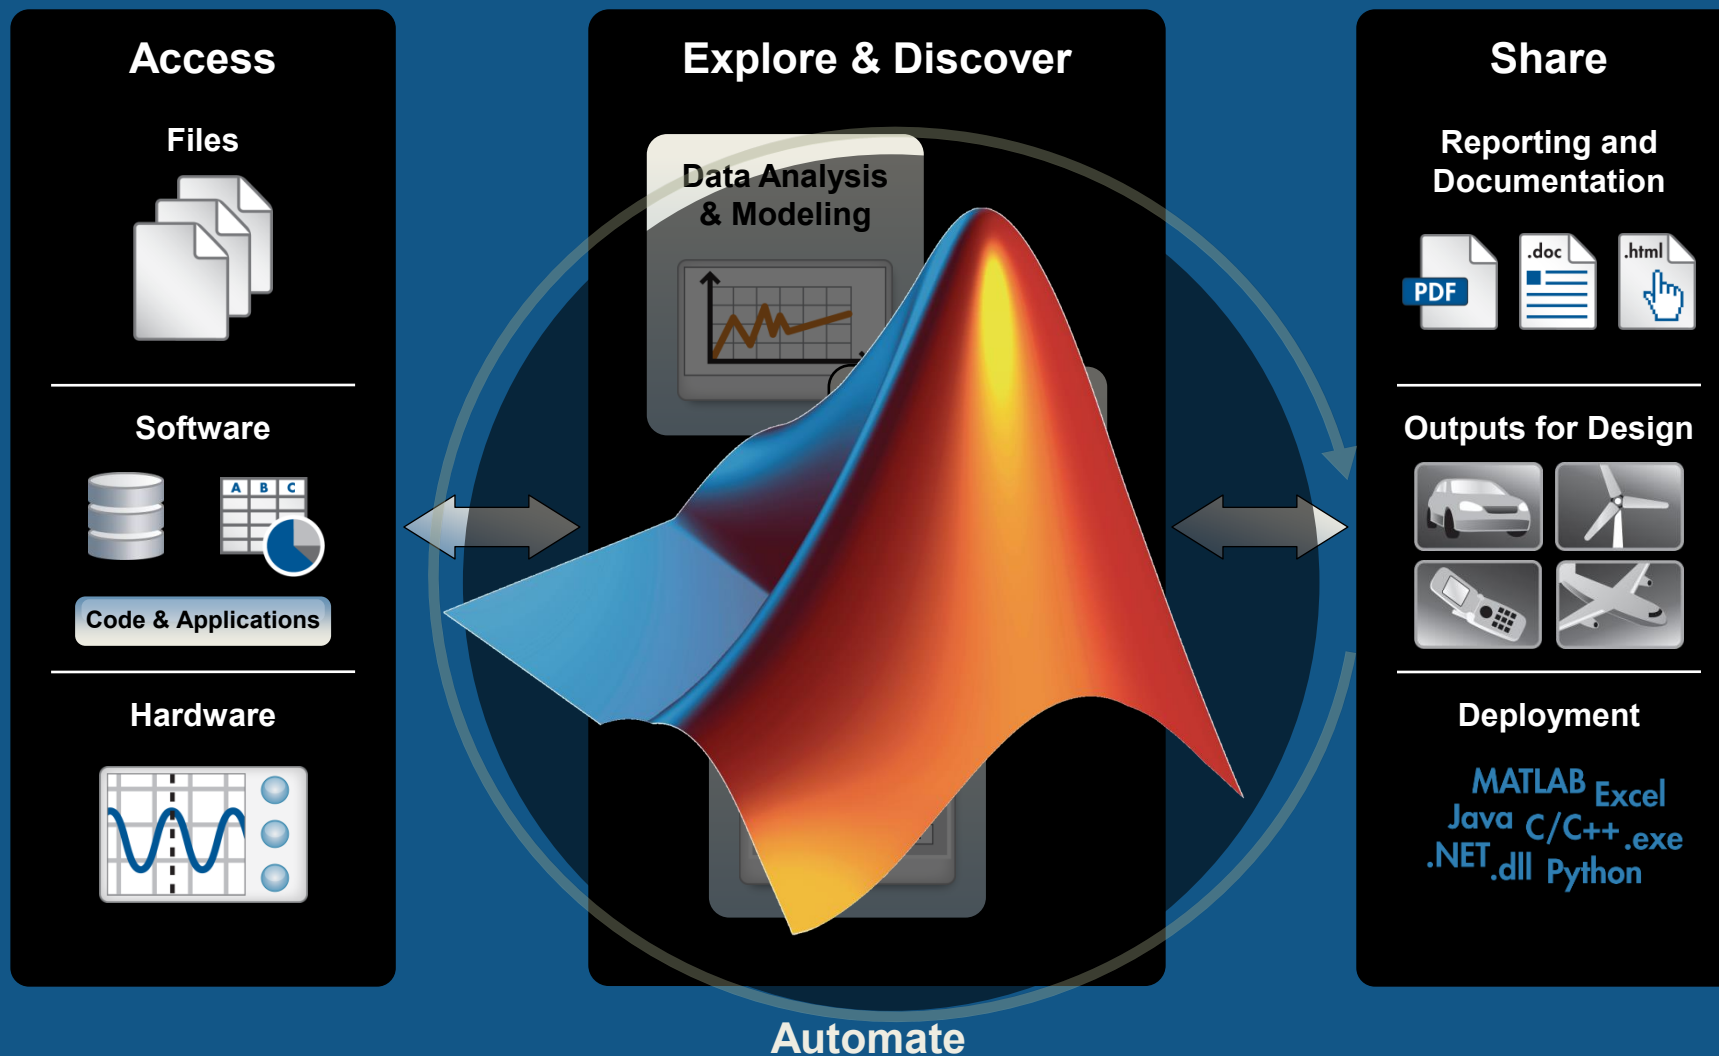 Access
Files
Software
A B C
Code & Applications
Hardware
Explore & Discover
Data Analysis
& Modeling
Share
Reporting and
Documentation
PDF
.doc
.html
Outputs for Design
Deployment
MATLAB Excel
Java C/C++ .exe
.NET .dll Python
Automate